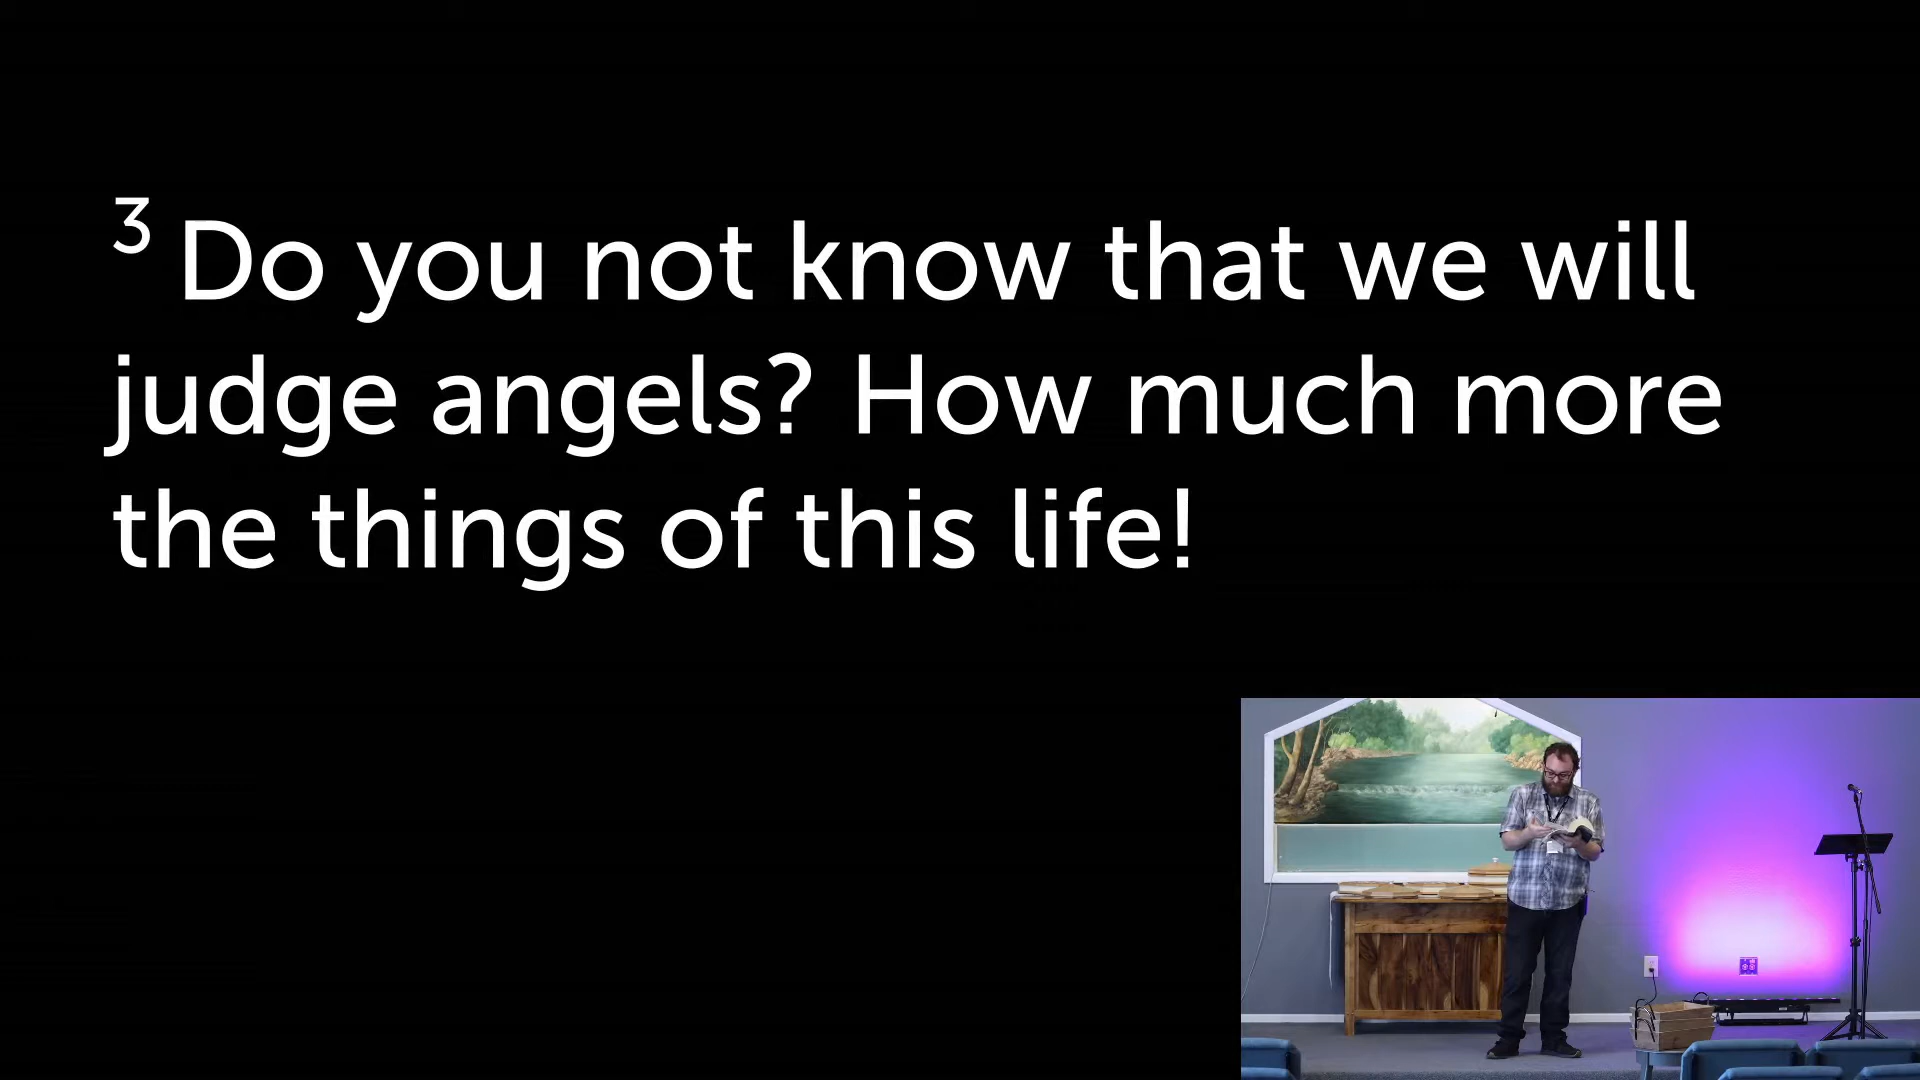 3 Do you not know that we will
judge angels? How much more
the things of this life!